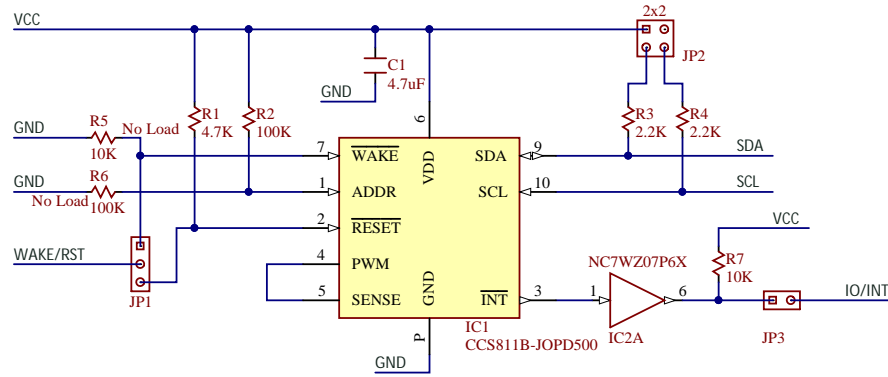 VCC
2x2
JP2
C1
4.7uF
GND
R1
4.7K
R2
100K
R3
2.2K
R4
2.2K
GND
R5
10K
No Load
6
7
WAKE
VDD
SDA
9
SDA
GND
R6
No Load
100K
1
ADDR
SCL
10
SCL
2
RESET
VCC
WAKE/RST
JP1
4
PWM
GND
NC7WZ07P6X
R7
10K
5
SENSE
INT
3
1
6
IO/INT
P
IC1
CCS811B-JOPD500
IC2A
JP3
GND